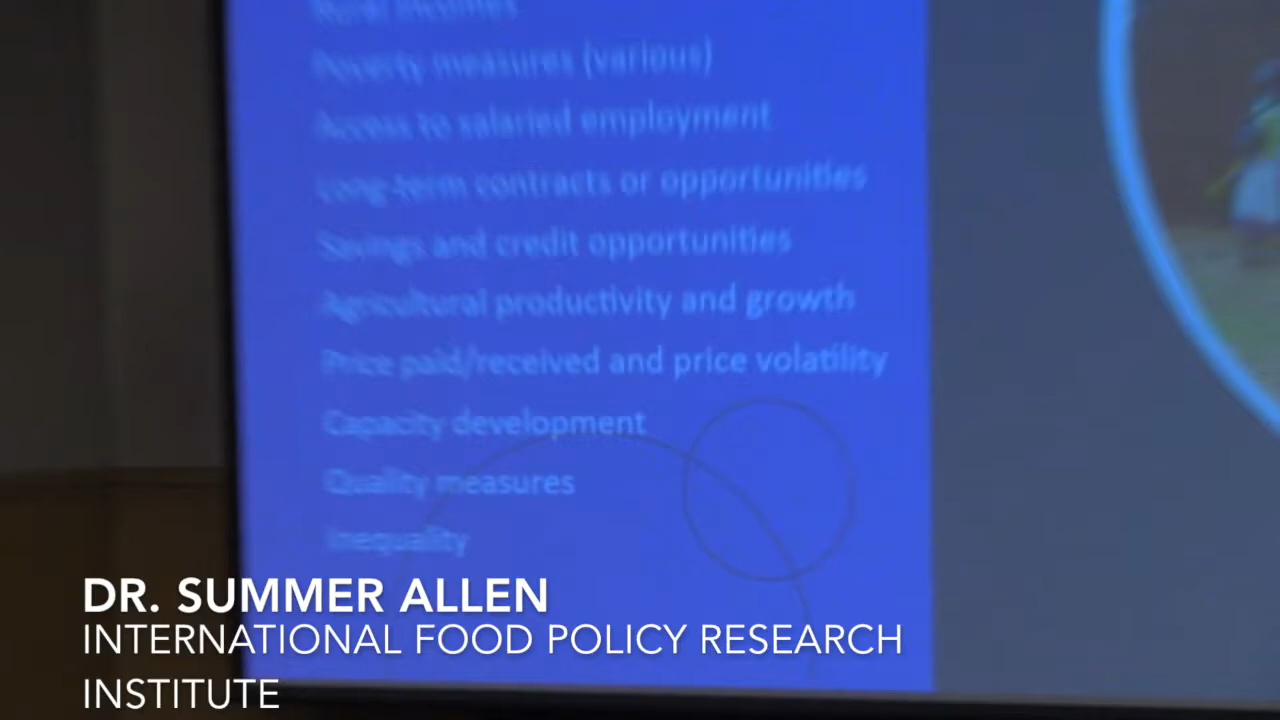 Rural incomes
Poverty measures (various)
Access to salaried employment
Long-term contracts or opportunities
Savings and credit opportunities
Agricultural productivity and growth
Price paid/received and price volatility
Capacity development
Quality measures
Inequality
DR. SUMMER ALLEN
INTERNATIONAL FOOD POLICY RESEARCH
INSTITUTE